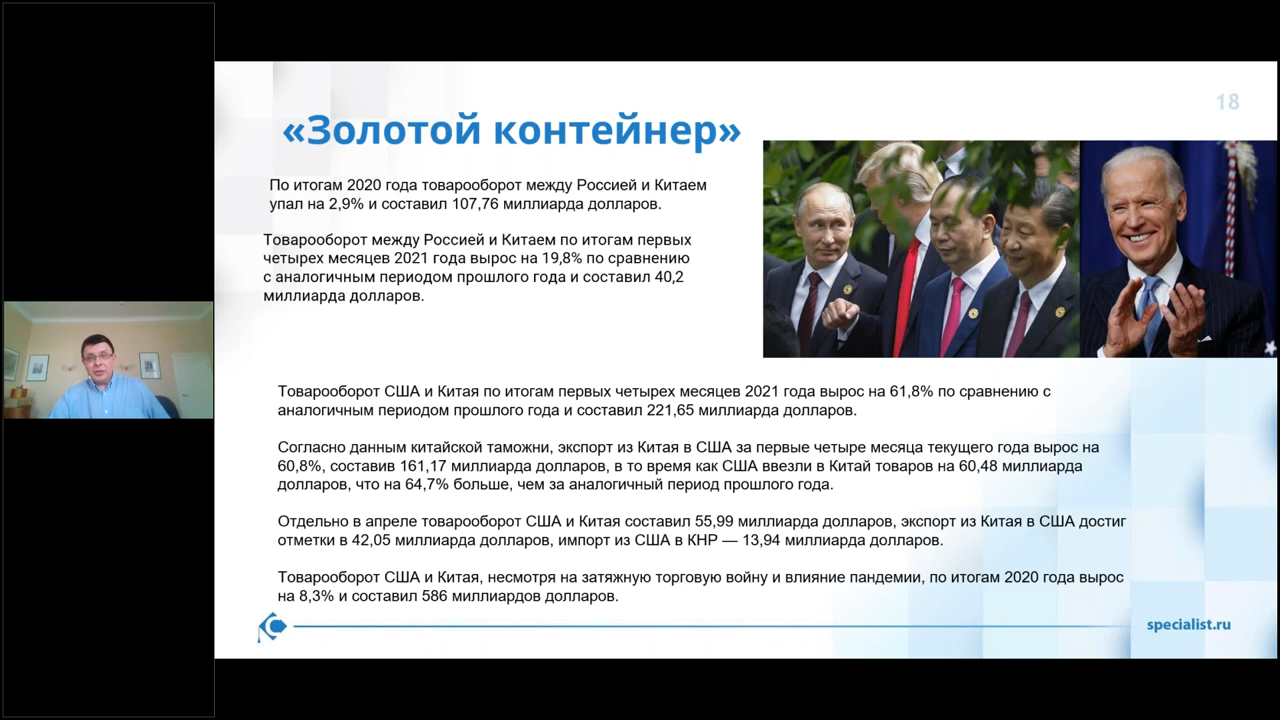 18
«Золотой контейнер»
По итогам 2020 года товарооборот между Россией и Китаем
упал на 2,9% и составил 107,76 миллиарда долларов.
Товарооборот между Россией и Китаем по итогам первых
четырех месяцев 2021 года вырос на 19,8% по сравнению
с аналогичным периодом прошлого года и составил 40,2
миллиарда долларов.
Товарооборот США и Китая по итогам первых четырех месяцев 2021 года вырос на 61,8% по сравнению с
аналогичным периодом прошлого года и составил 221,65 миллиарда долларов.
Согласно данным китайской таможни, экспорт из Китая в США за первые четыре месяца текущего года вырос на
60,8%, составив 161,17 миллиарда долларов, в то время как США ввезли в Китай товаров на 60,48 миллиарда
долларов, что на 64,7% больше, чем за аналогичный период прошлого года.
Отдельно в апреле товарооборот США и Китая составил 55,99 миллиарда долларов, экспорт из Китая в США достиг
отметки в 42,05 миллиарда долларов, импорт из США в КНР — 13,94 миллиарда долларов.
Товарооборот США и Китая, несмотря на затяжную торговую войну и влияние пандемии, по итогам 2020 года вырос
на 8,3% и составил 586 миллиардов долларов.
specialist.ru